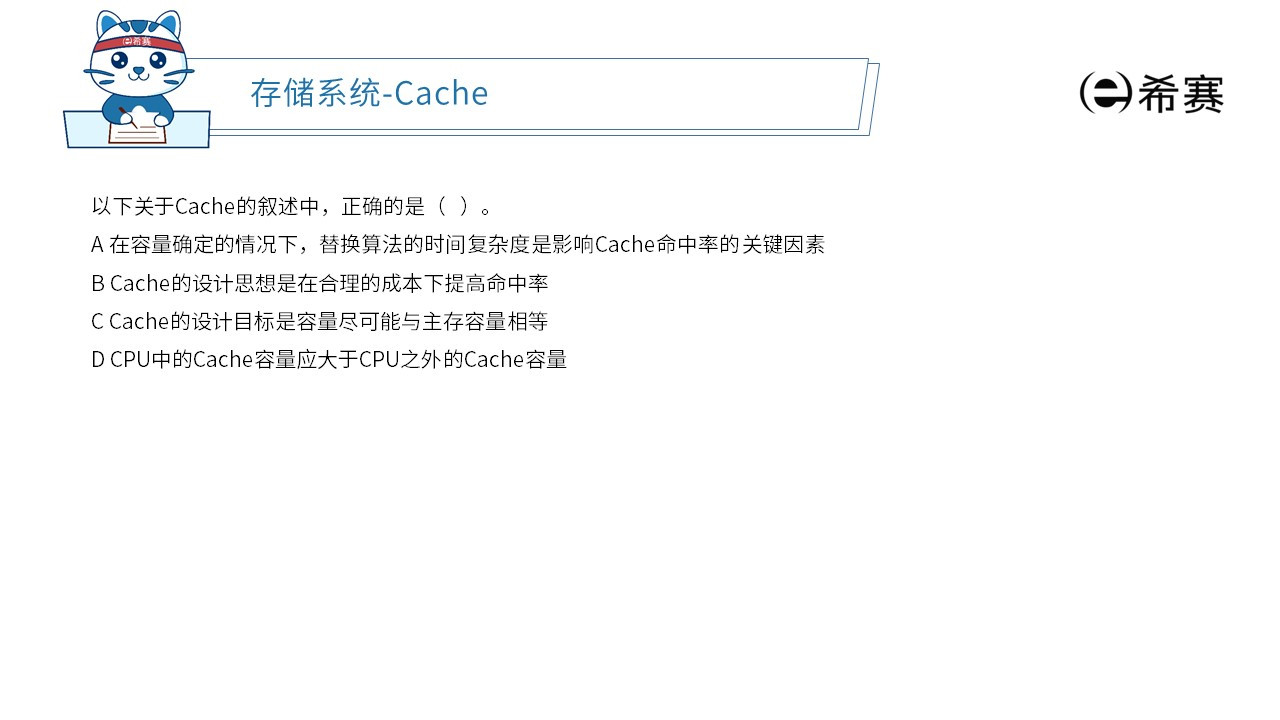 希赛
存储系统-Cache
希赛
以下关于Cache的叙述中，正确的是（ ）。
A 在容量确定的情况下，替换算法的时间复杂度是影响Cache命中率的关键因素
B Cache的设计思想是在合理的成本下提高命中率
C Cache的设计目标是容量尽可能与主存容量相等
D CPU中的Cache容量应大于CPU之外的Cache容量